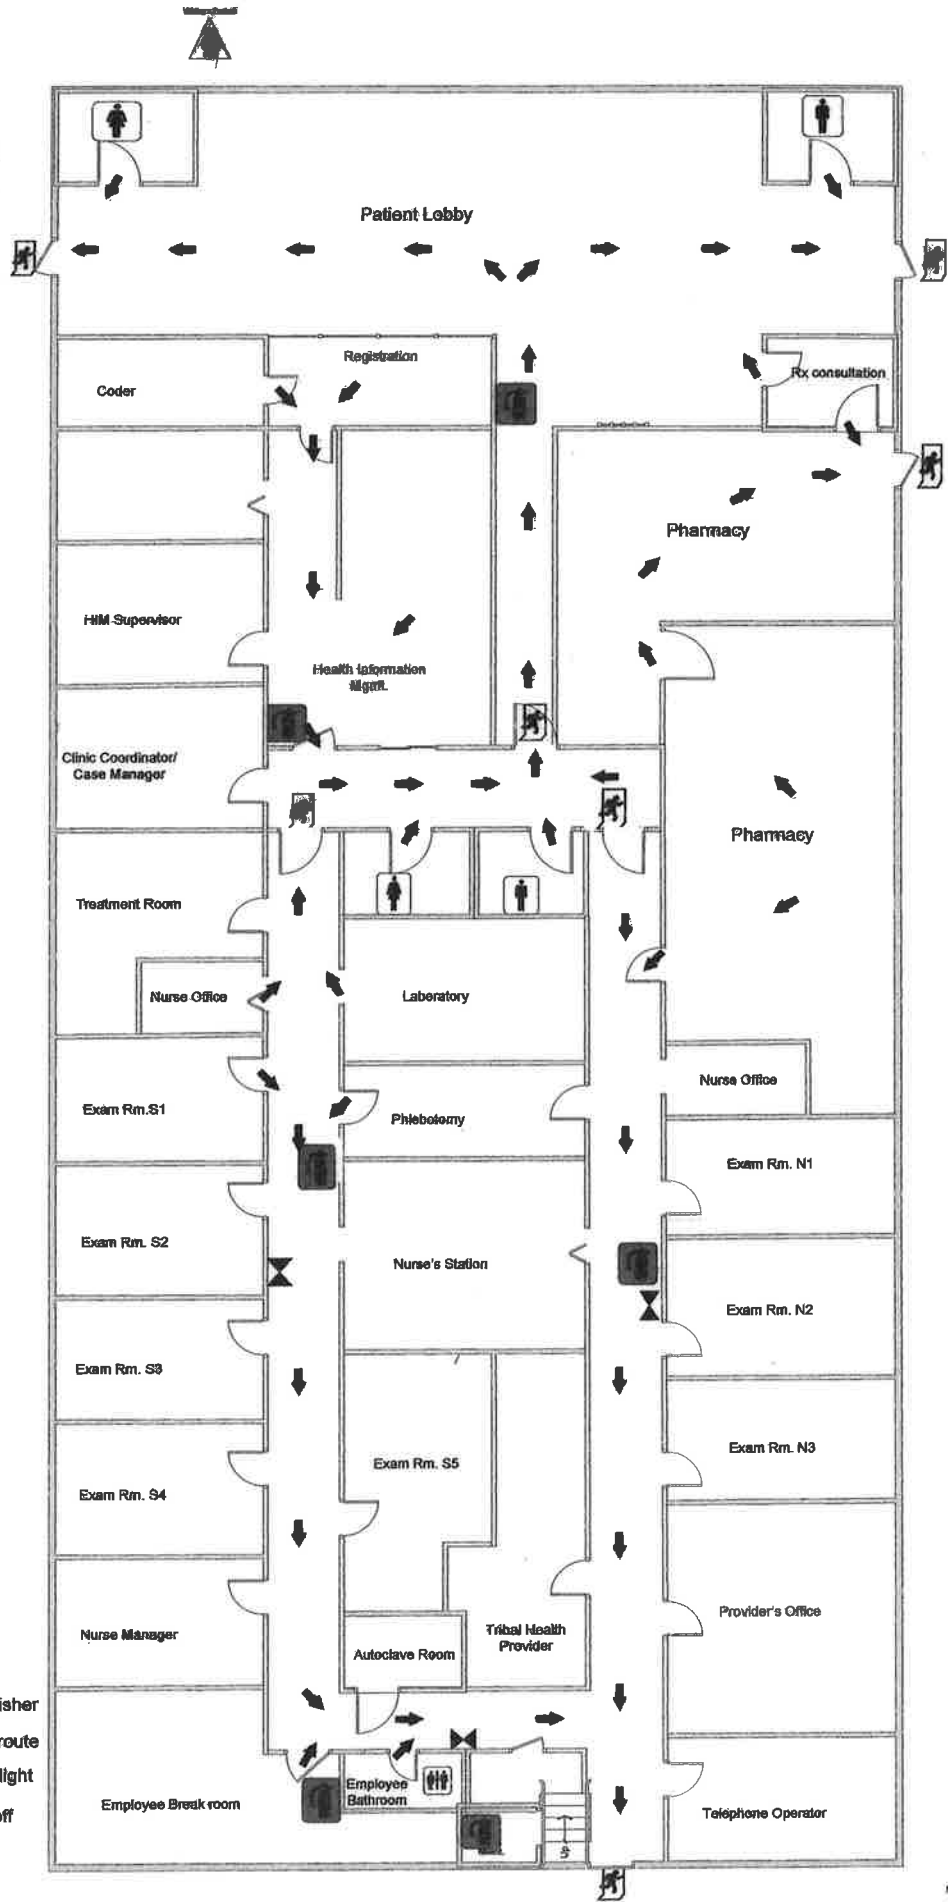 Patient Lobby
Registration
Coder
Rx consultation
Pharmacy
HIM Supervisor
Health Information
Mgmt.
Clinic Coordinator/
Case Manager
Pharmacy
Treatment Room
Nurse Office
Laboratory
Nurse Office
Exam Rm.S1
Phlebotomy
Exam Rm. N1
Exam Rm. S2
Nurse's Station
Exam Rm. N2
Exam Rm. S3
Exam Rm. N3
Exam Rm. S5
Exam Rm. S4
Provider's Office
Nurse Manager
Tribal Health
Provider
Autoclave Room
isher
route
light
off
Employee
Bathroom
Employee Break room
Telephone Operator